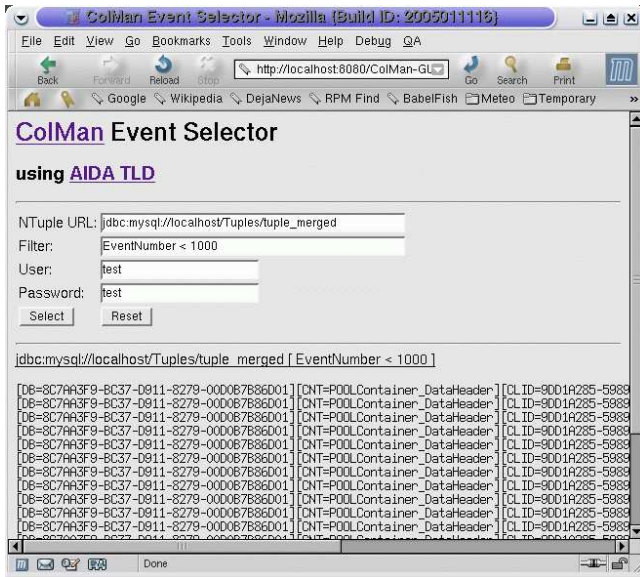 ColMan Event Selector - Mozilla {Build ID: 2005011116}
File Edit View Go Bookmarks Tools Window Help Debug QA
http://localhost:8080/ColMan-GU
Back Forward Reload Stop Go Search Print
Google Wikipedia DejaNews RPM Find BabelFish Meteo Temporary »
ColMan Event Selector
using AIDA TLD
NTuple URL: jdbc:mysql://localhost/Tuples/tuple_merged
Filter: EventNumber < 1000
User: test
Password: test
Select Reset
jdbc:mysql://localhost/Tuples/tuple_merged [ EventNumber < 1000 ]
[DB=8C7AA3F9-BC37-D911-8279-00D0B7B86D01][CNT=POOLContainer_DataHeader][CLID=9DD1A285-5989
[DB=8C7AA3F9-BC37-D911-8279-00D0B7B86D01][CNT=POOLContainer_DataHeader][CLID=9DD1A285-5989
[DB=8C7AA3F9-BC37-D911-8279-00D0B7B86D01][CNT=POOLContainer_DataHeader][CLID=9DD1A285-5989
[DB=8C7AA3F9-BC37-D911-8279-00D0B7B86D01][CNT=POOLContainer_DataHeader][CLID=9DD1A285-5989
[DB=8C7AA3F9-BC37-D911-8279-00D0B7B86D01][CNT=POOLContainer_DataHeader][CLID=9DD1A285-5989
[DB=8C7AA3F9-BC37-D911-8279-00D0B7B86D01][CNT=POOLContainer_DataHeader][CLID=9DD1A285-5989
[DB=8C7AA3F9-BC37-D911-8279-00D0B7B86D01][CNT=POOLContainer_DataHeader][CLID=9DD1A285-5989
[DB=8C7AA3F9-BC37-D911-8279-00D0B7B86D01][CNT=POOLContainer_DataHeader][CLID=9DD1A285-5989
[DB=8C7AA3F9-BC37-D911-8279-00D0B7B86D01][CNT=POOLContainer_DataHeader][CLID=9DD1A285-5989
[DB=8C7AA3F9-BC37-D911-8279-00D0B7B86D01][CNT=POOLContainer_DataHeader][CLID=9DD1A285-5989
[DB=8C7AA3F9-BC37-D911-8279-00D0B7B86D01][CNT=POOLContainer_DataHeader][CLID=9DD1A285-5989
Done